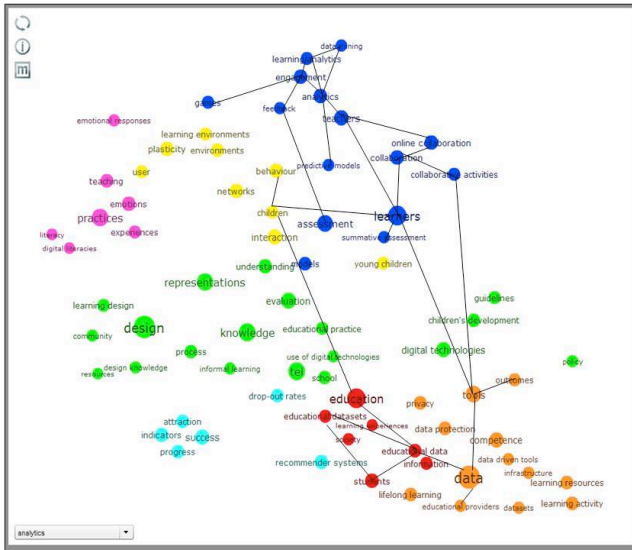 data mining
learning analytics
engagement
analytics
games
feedback
teachers
emotional responses
learning environments
online collaboration
plasticity
environments
collaboration
user
behaviour
predictive models
collaborative activities
teaching
networks
emotions
practices
children
learners
assessment
literacy
experiences
interaction
summative assessment
digital literacies
understanding
models
young children
representations
learning design
evaluation
guidelines
design
knowledge
educational practice
children's development
community
process
digital technologies
use of digital technologies
resources
design knowledge
informal learning
tel
school
policy
drop-out rates
education
tools
outcomes
privacy
attraction
educational datasets
learning experiences
indicators
success
society
data protection
competence
progress
educational data
recommender systems
information
data driven tools
students
data
infrastructure
learning resources
lifelong learning
educational providers
datasets
learning activity
analytics
i
m